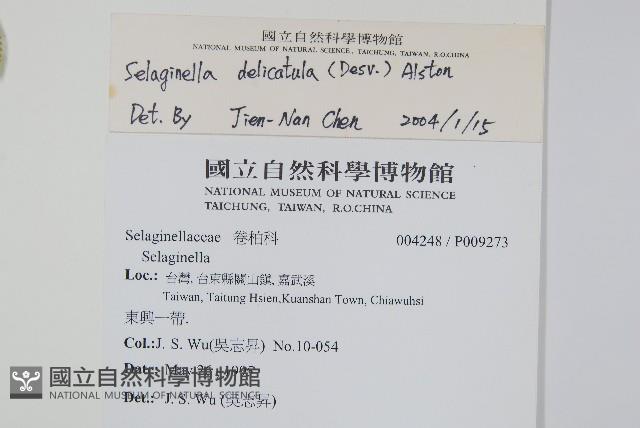 國立自然科學博物館
NATIONAL MUSEUM OF NATURAL SCIENCE, TAICHUNG, TAIWAN, R.O.CHINA
Selaginella delicatula (Desv.) Alston
Det. By Jien-Nan Chen 2004/1/15
國立自然科學博物館
NATIONAL MUSEUM OF NATURAL SCIENCE
TAICHUNG, TAIWAN, R.O.CHINA
Selaginellaceae 卷柏科 004248 / P009273
Selaginella
Loc.: 台灣, 台東縣關山鎮, 嘉武溪
Taiwan, Taitung Hsien,Kuanshan Town, Chiawuhsi
東興一帶.
Col.:J. S. Wu(吳志昇) No.10-054
Date:
國立自然科學博物館
NATIONAL MUSEUM OF NATURAL SCIENCE
Det.: J. S. Wu (吳志昇)